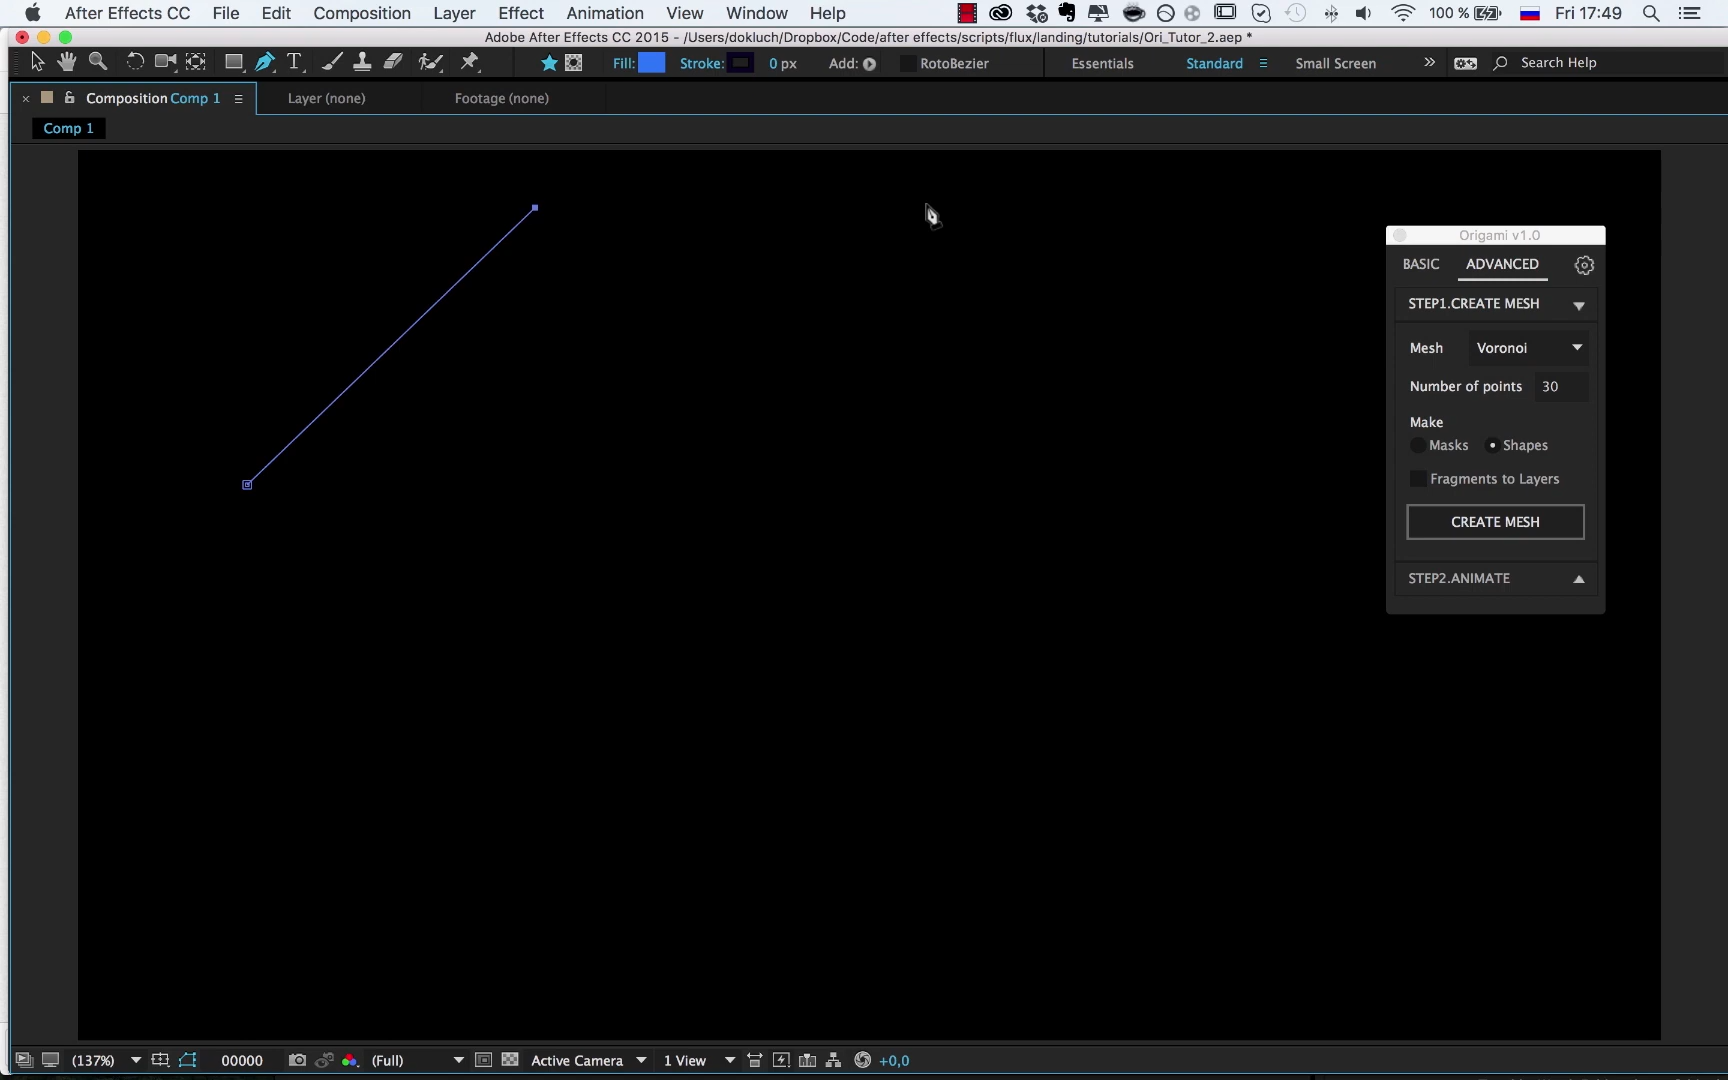 After Effects CC File Edit Composition Layer Effect Animation View Window Help 100 % Fri 17:49
Adobe After Effects CC 2015 - /Users/dokluch/Dropbox/Code/after effects/scripts/flux/landing/tutorials/Ori_Tutor_2.aep *
Fill: Stroke: 0 px Add: RotoBezier Essentials Standard Small Screen » Search Help
× Composition Comp 1 Layer (none) Footage (none)
Comp 1
Origami v1.0
BASIC ADVANCED
STEP1.CREATE MESH
Mesh Voronoi
Number of points 30
Make
Masks Shapes
Fragments to Layers
CREATE MESH
STEP2.ANIMATE
(137%) 00000 (Full) Active Camera 1 View +0,0